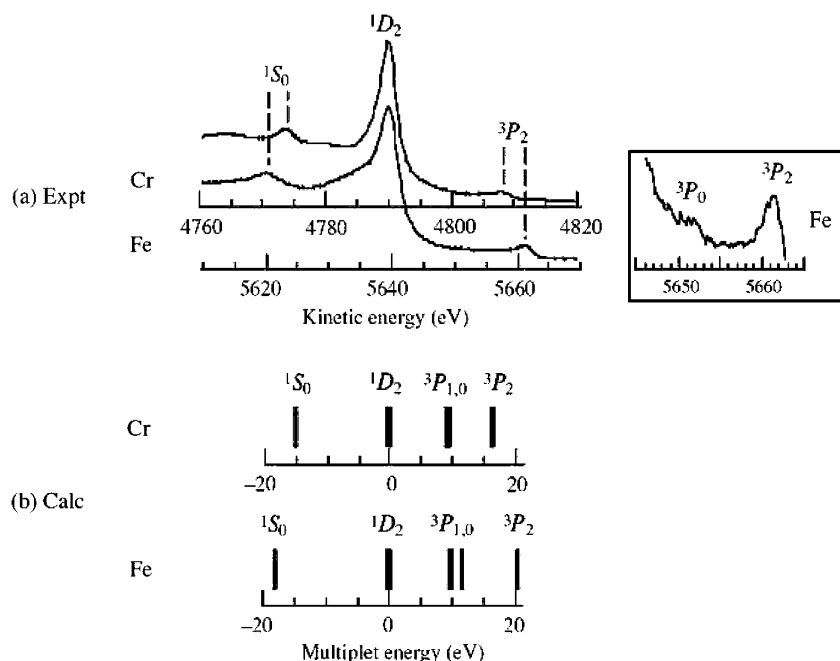 ¹D₂
¹S₀
³P₂
(a) Expt
Cr
4760 4780 4800 4820
Fe
5620 5640 5660
Kinetic energy (eV)
³P₀ ³P₂
Fe
5650 5660
¹S₀ ¹D₂ ³P₁,₀ ³P₂
Cr
−20 0 20
(b) Calc
¹S₀ ¹D₂ ³P₁,₀ ³P₂
Fe
−20 0 20
Multiplet energy (eV)